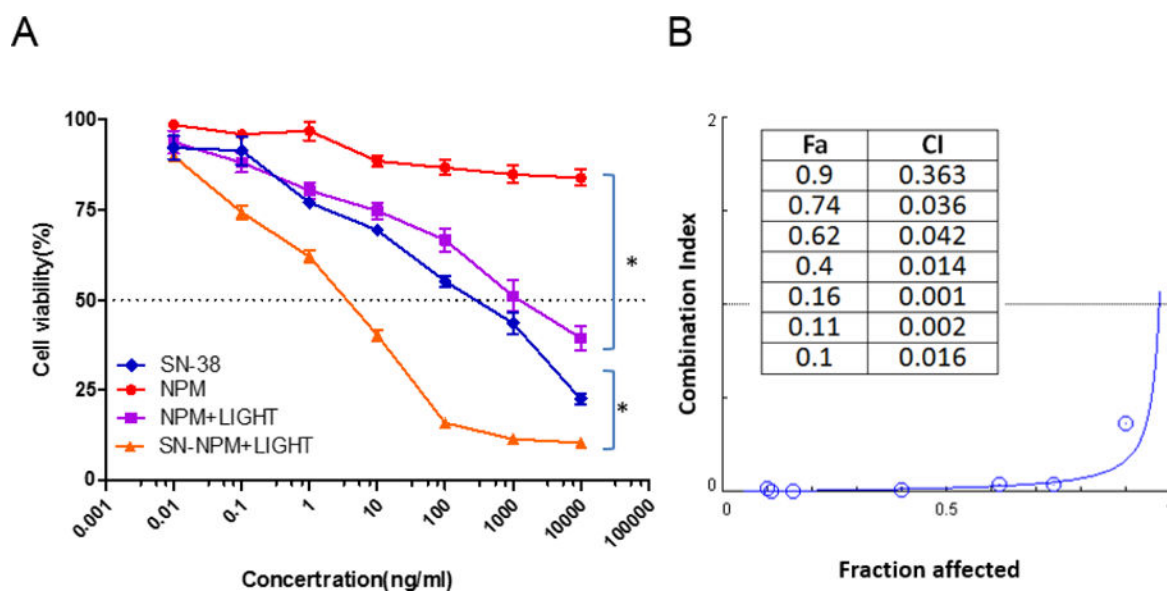 A
B
100
75
50
25
0
Cell viability(%)
SN-38
NPM
NPM+LIGHT
SN-NPM+LIGHT
*
*
0.001
0.01
0.1
1
10
100
1000
10000
100000
Concertration(ng/ml)
2
Fa CI
0.9 0.363
0.74 0.036
0.62 0.042
0.4 0.014
0.16 0.001
0.11 0.002
0.1 0.016
Combination Index
0
0 0.5 1
Fraction affected